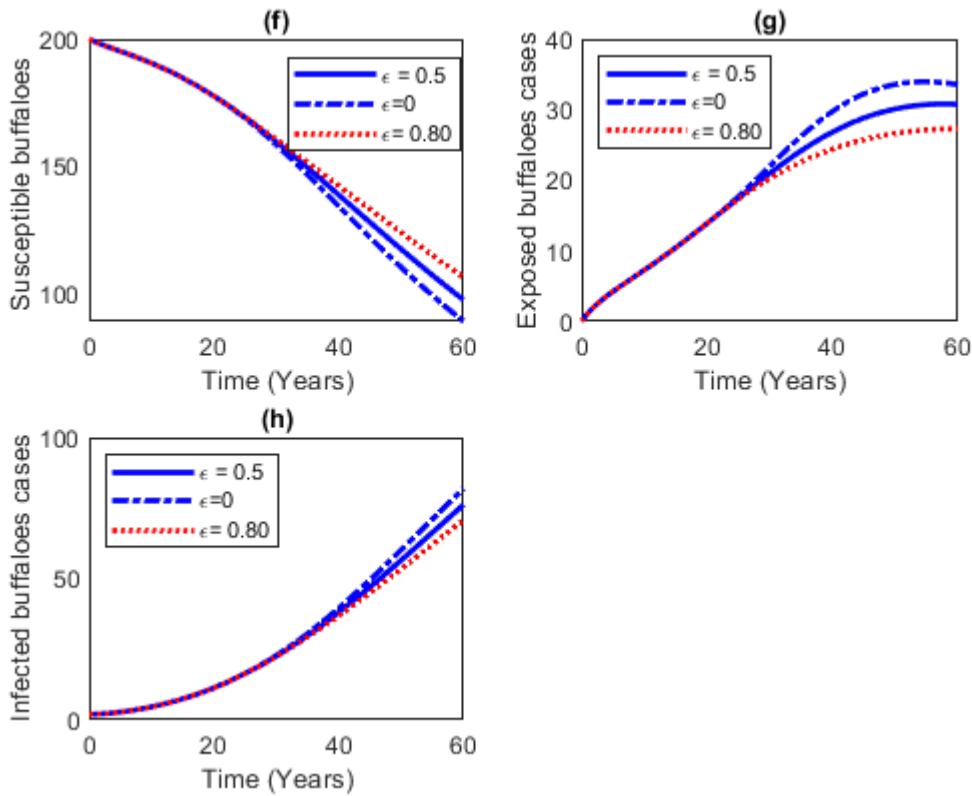 (f)
Susceptible buffaloes
200
150
100
ϵ = 0.5
ϵ=0
ϵ = 0.80
0
20
40
60
Time (Years)
(g)
Exposed buffaloes cases
40
30
20
10
0
ϵ = 0.5
ϵ=0
ϵ = 0.80
0
20
40
60
Time (Years)
(h)
Infected buffaloes cases
100
50
0
ϵ = 0.5
ϵ=0
ϵ= 0.80
0
20
40
60
Time (Years)